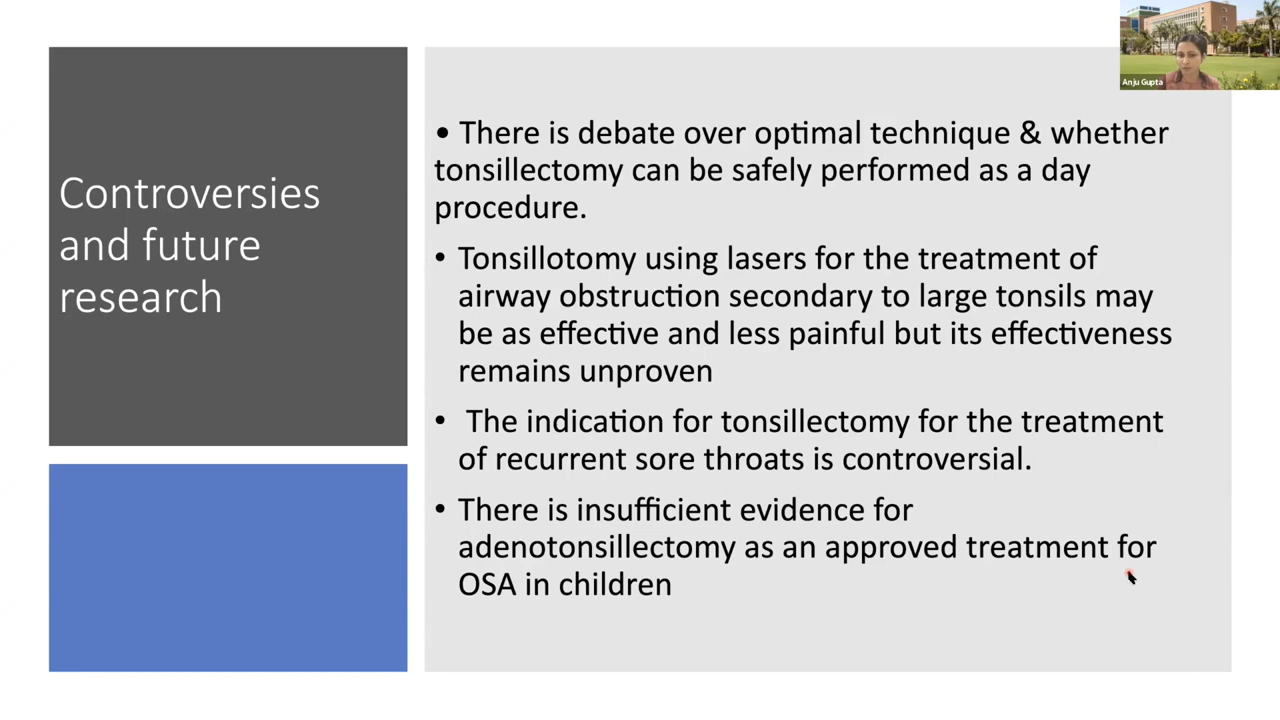 Anju Gupta
Controversies
and future
research
• There is debate over optimal technique & whether
tonsillectomy can be safely performed as a day
procedure.
• Tonsillotomy using lasers for the treatment of
airway obstruction secondary to large tonsils may
be as effective and less painful but its effectiveness
remains unproven
• The indication for tonsillectomy for the treatment
of recurrent sore throats is controversial.
• There is insufficient evidence for
adenotonsillectomy as an approved treatment for
OSA in children